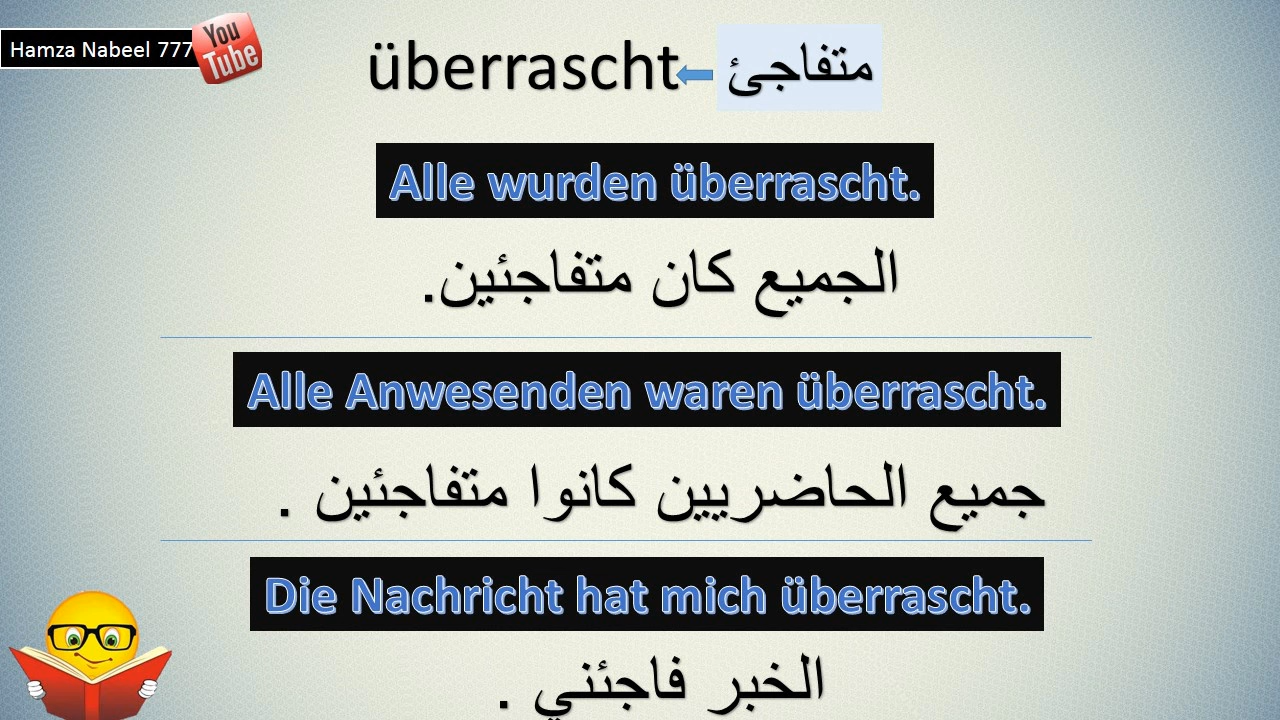 Hamza Nabeel 777
You
Tube
überrascht
متفاجئ
Alle wurden überrascht.
الجميع كان متفاجئين.
Alle Anwesenden waren überrascht.
جميع الحاضريين كانوا متفاجئين .
Die Nachricht hat mich überrascht.
الخبر فاجئني .